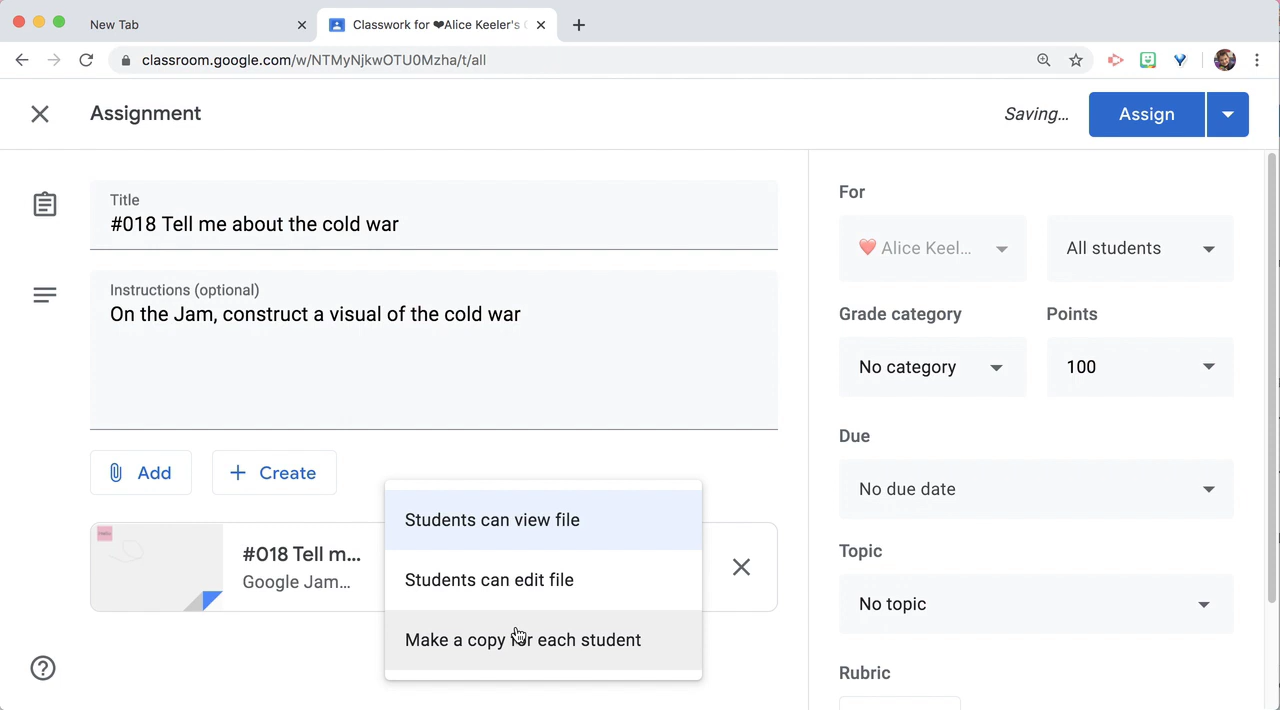 New Tab
Classwork for ❤Alice Keeler's
classroom.google.com/w/NTMyNjkwOTU0Mzha/t/all
Assignment
Saving...
Assign
Title
#018 Tell me about the cold war
Instructions (optional)
On the Jam, construct a visual of the cold war
Add
Create
#018 Tell m...
Google Jam...
Students can view file
Students can edit file
Make a copy for each student
For
❤️ Alice Keel...
All students
Grade category
Points
No category
100
Due
No due date
Topic
No topic
Rubric